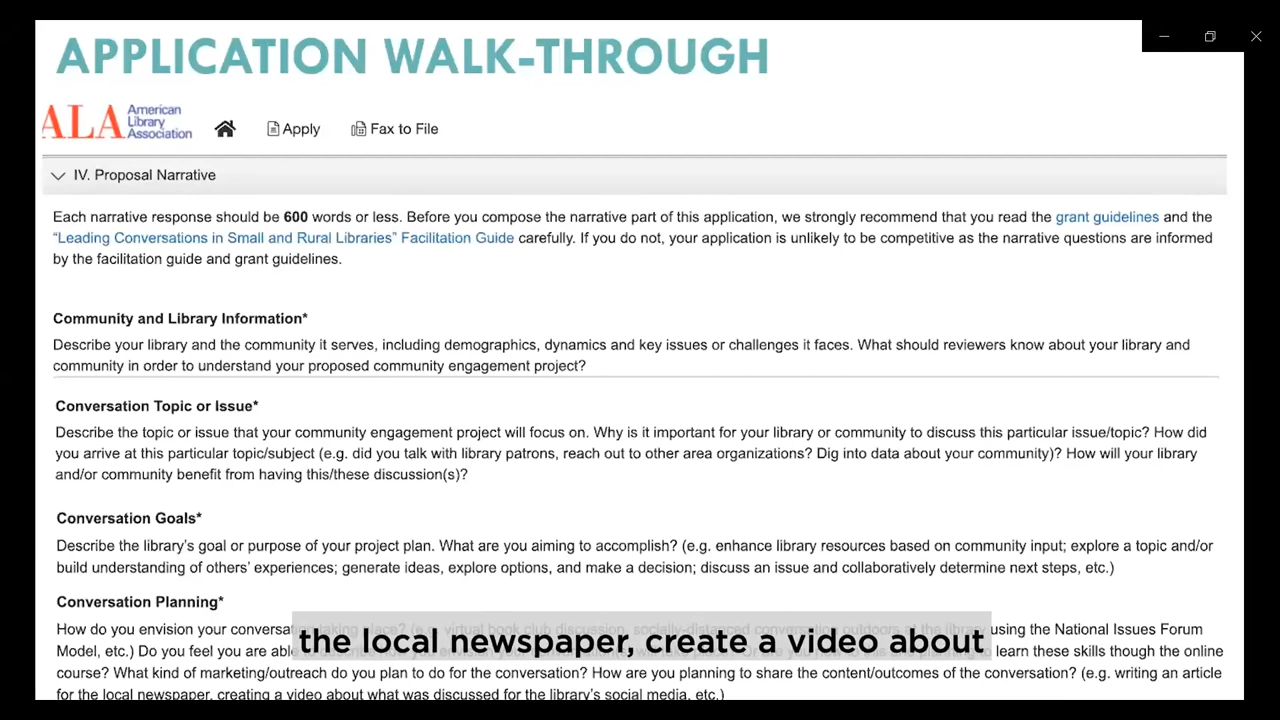 APPLICATION WALK-THROUGH
ALA American Library Association
Apply
Fax to File
IV. Proposal Narrative
Each narrative response should be 600 words or less. Before you compose the narrative part of this application, we strongly recommend that you read the grant guidelines and the
“Leading Conversations in Small and Rural Libraries” Facilitation Guide carefully. If you do not, your application is unlikely to be competitive as the narrative questions are informed
by the facilitation guide and grant guidelines.
Community and Library Information*
Describe your library and the community it serves, including demographics, dynamics and key issues or challenges it faces. What should reviewers know about your library and
community in order to understand your proposed community engagement project?
Conversation Topic or Issue*
Describe the topic or issue that your community engagement project will focus on. Why is it important for your library or community to discuss this particular issue/topic? How did
you arrive at this particular topic/subject (e.g. did you talk with library patrons, reach out to other area organizations? Dig into data about your community)? How will your library
and/or community benefit from having this/these discussion(s)?
Conversation Goals*
Describe the library’s goal or purpose of your project plan. What are you aiming to accomplish? (e.g. enhance library resources based on community input; explore a topic and/or
build understanding of others’ experiences; generate ideas, explore options, and make a decision; discuss an issue and collaboratively determine next steps, etc.)
Conversation Planning*
How do you envision your conversation taking place? (e.g. virtual book club discussion, socially-distanced conversation outdoors at the library using the National Issues Forum
Model, etc.) Do you feel you are able learn these skills though the online
the local newspaper, create a video about
course? What kind of marketing/outreach do you plan to do for the conversation? How are you planning to share the content/outcomes of the conversation? (e.g. writing an article
for the local newspaper, creating a video about what was discussed for the library’s social media, etc.)